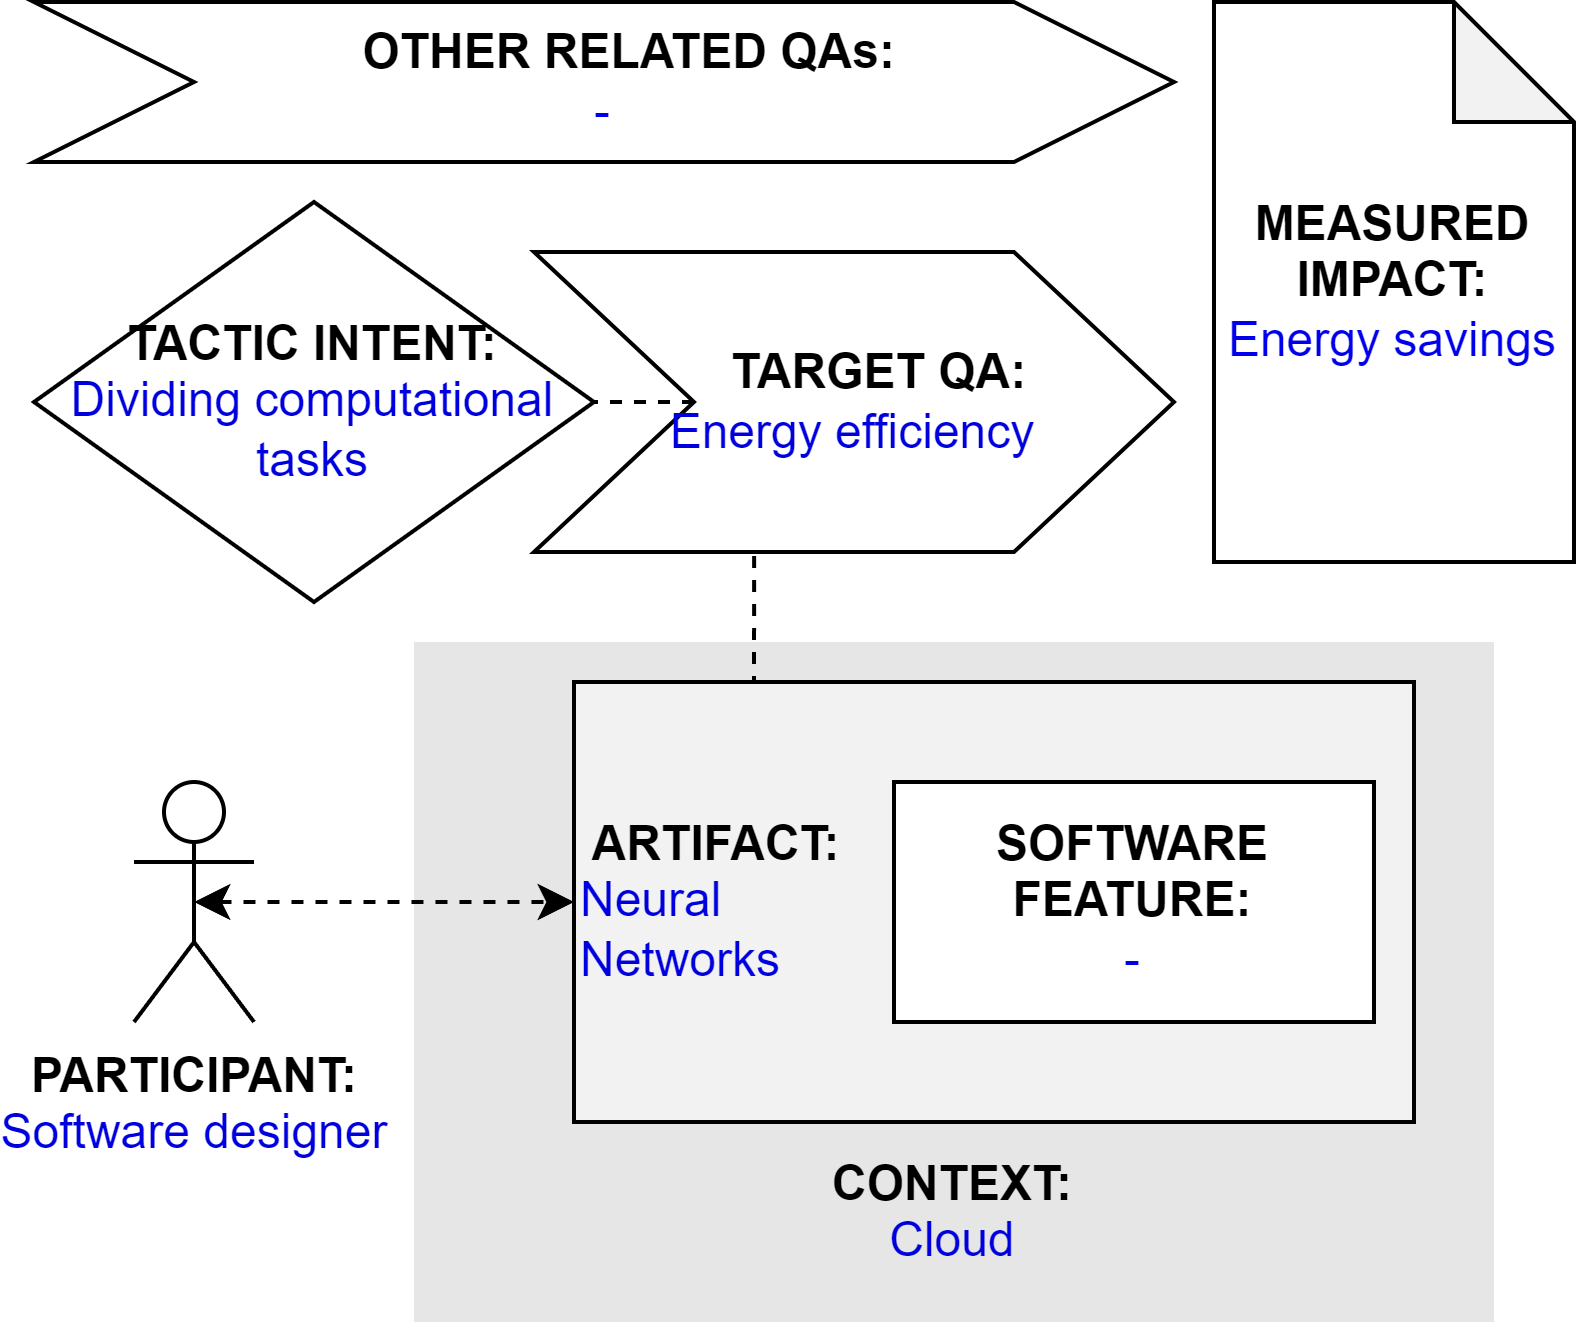 OTHER RELATED QAs:
-
MEASURED
IMPACT:
Energy savings
TACTIC INTENT:
Dividing computational
tasks
TARGET QA:
Energy efficiency
ARTIFACT:
Neural
Networks
SOFTWARE
FEATURE:
-
PARTICIPANT:
Software designer
CONTEXT:
Cloud